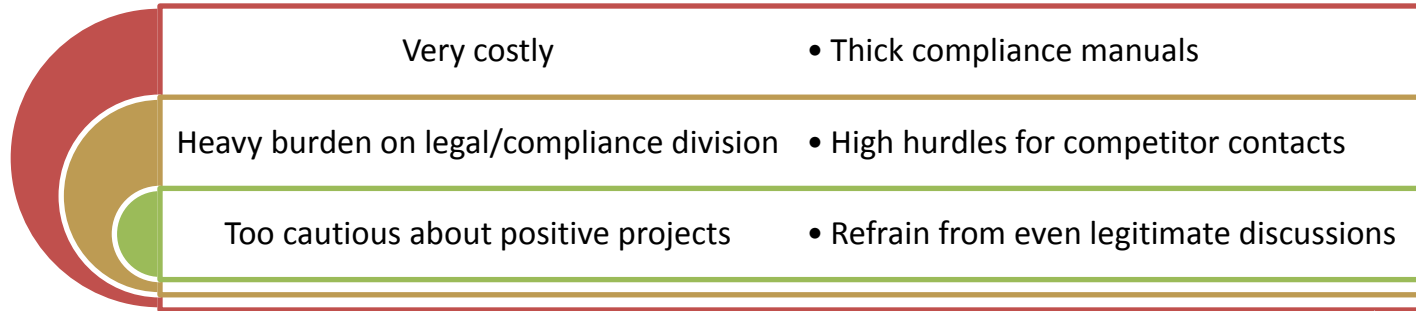 Very costly • Thick compliance manuals
Heavy burden on legal/compliance division • High hurdles for competitor contacts
Too cautious about positive projects • Refrain from even legitimate discussions